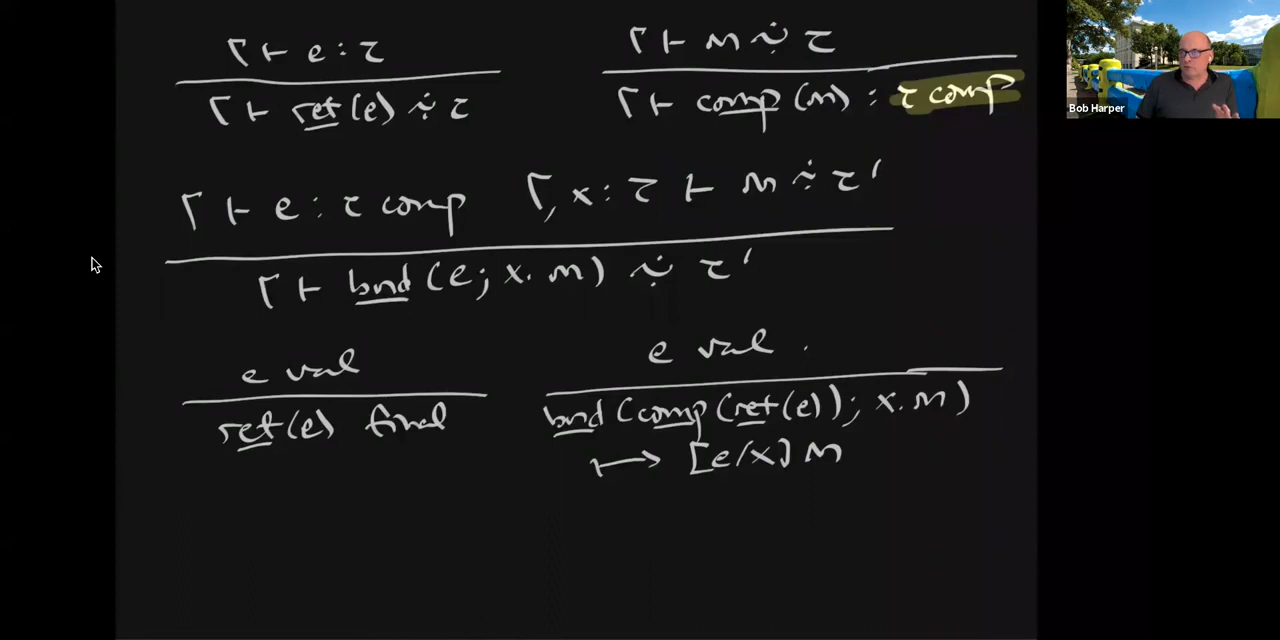 Γ ⊢ e : τ
Γ ⊢ ret(e) ∻ τ
Γ ⊢ m ∻ τ
Γ ⊢ comp(m) : τ comp
Γ ⊢ e : τ comp Γ, x : τ ⊢ m ∻ τ′
Γ ⊢ bnd(e; x. m) ∻ τ′
e val
ret(e) final
e val
bnd(comp(ret(e)); x. m)
↦ [e/x] m
Bob Harper